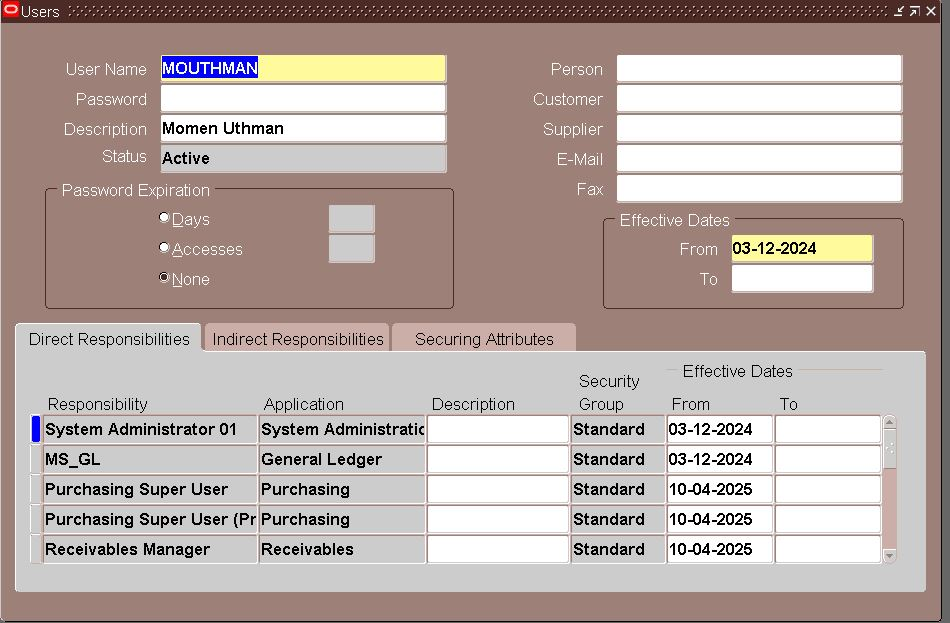 Users
User Name MOUTHMAN
Password
Description Momen Uthman
Status Active
Person
Customer
Supplier
E-Mail
Fax
Password Expiration
Days
Accesses
None
Effective Dates
From 03-12-2024
To
Direct Responsibilities Indirect Responsibilities Securing Attributes
Effective Dates
Responsibility Application Description Security Group From To
System Administrator 01 System Administratic Standard 03-12-2024
MS_GL General Ledger Standard 03-12-2024
Purchasing Super User Purchasing Standard 10-04-2025
Purchasing Super User (Pr Purchasing Standard 10-04-2025
Receivables Manager Receivables Standard 10-04-2025